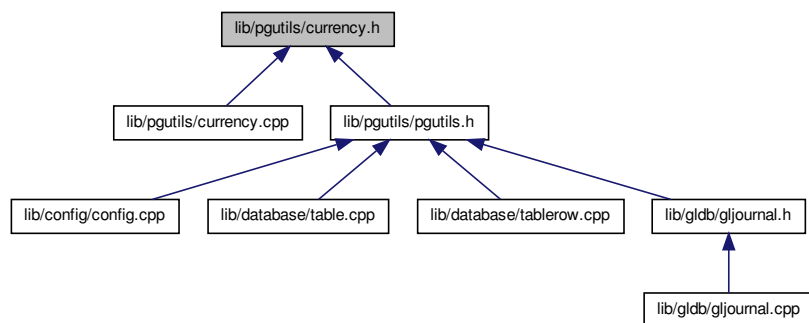 lib/pgutils/currency.h
lib/pgutils/currency.cpp
lib/pgutils/pgutils.h
lib/config/config.cpp
lib/database/table.cpp
lib/database/tablerow.cpp
lib/gldb/gljournal.h
lib/gldb/gljournal.cpp